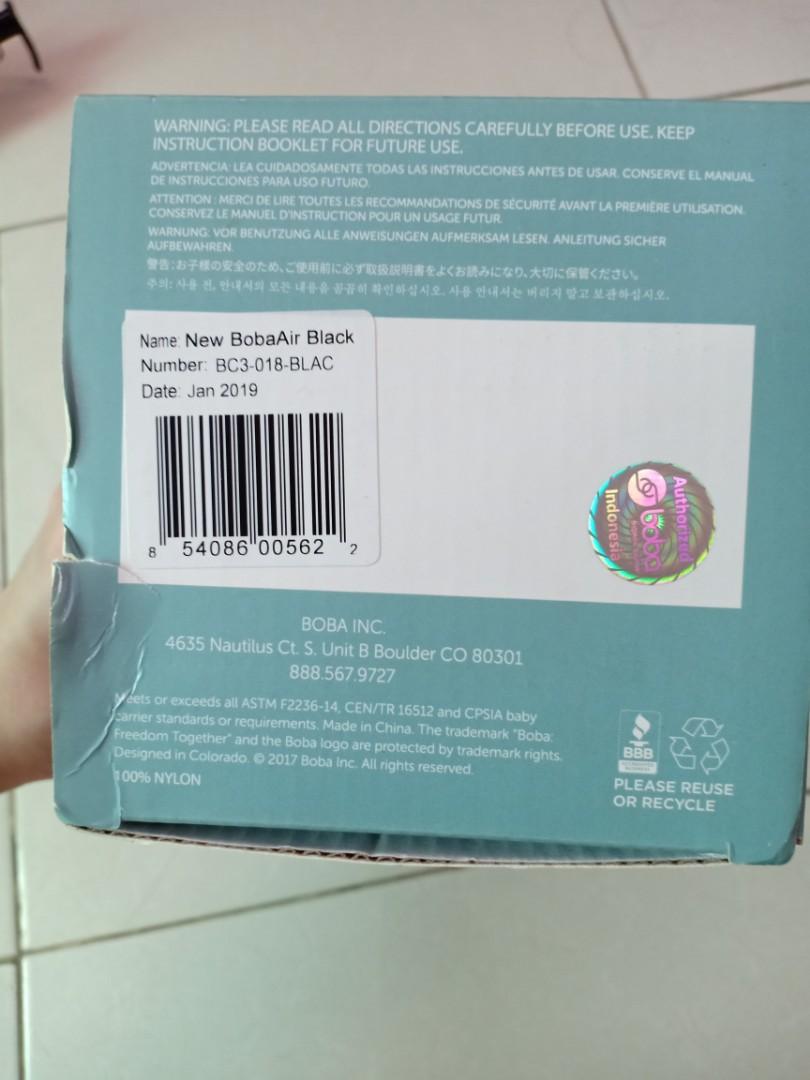 WARNING: PLEASE READ ALL DIRECTIONS CAREFULLY BEFORE USE. KEEP
INSTRUCTION BOOKLET FOR FUTURE USE.
ADVERTENCIA: LEA CUIDADOSAMENTE TODAS LAS INSTRUCCIONES ANTES DE USAR. CONSERVE EL MANUAL
DE INSTRUCCIONES PARA USO FUTURO.
ATTENTION : MERCI DE LIRE TOUTES LES RECOMMANDATIONS DE SÉCURITÉ AVANT LA PREMIÈRE UTILISATION.
CONSERVEZ LE MANUEL D'INSTRUCTION POUR UN USAGE FUTUR.
WARNUNG: VOR BENUTZUNG ALLE ANWEISUNGEN AUFMERKSAM LESEN. ANLEITUNG SICHER
AUFBEWAHREN.
警告:お子様の安全のため、ご使用前に必ず取扱説明書をよくお読みになり、大切に保管ください。
주의: 사용 전, 안내서의 모든 내용을 꼼꼼히 확인하십시오. 사용 안내서는 버리지 말고 보관하십시오.
Name: New BobaAir Black
Number: BC3-018-BLAC
Date: Jan 2019
8 54086 00562 2
Authorized
boba
Indonesia
BOBA INC.
4635 Nautilus Ct. S. Unit B Boulder CO 80301
888.567.9727
Meets or exceeds all ASTM F2236-14, CEN/TR 16512 and CPSIA baby
carrier standards or requirements. Made in China. The trademark "Boba:
Freedom Together" and the Boba logo are protected by trademark rights.
Designed in Colorado. © 2017 Boba Inc. All rights reserved.
100% NYLON
BBB
PLEASE REUSE
OR RECYCLE